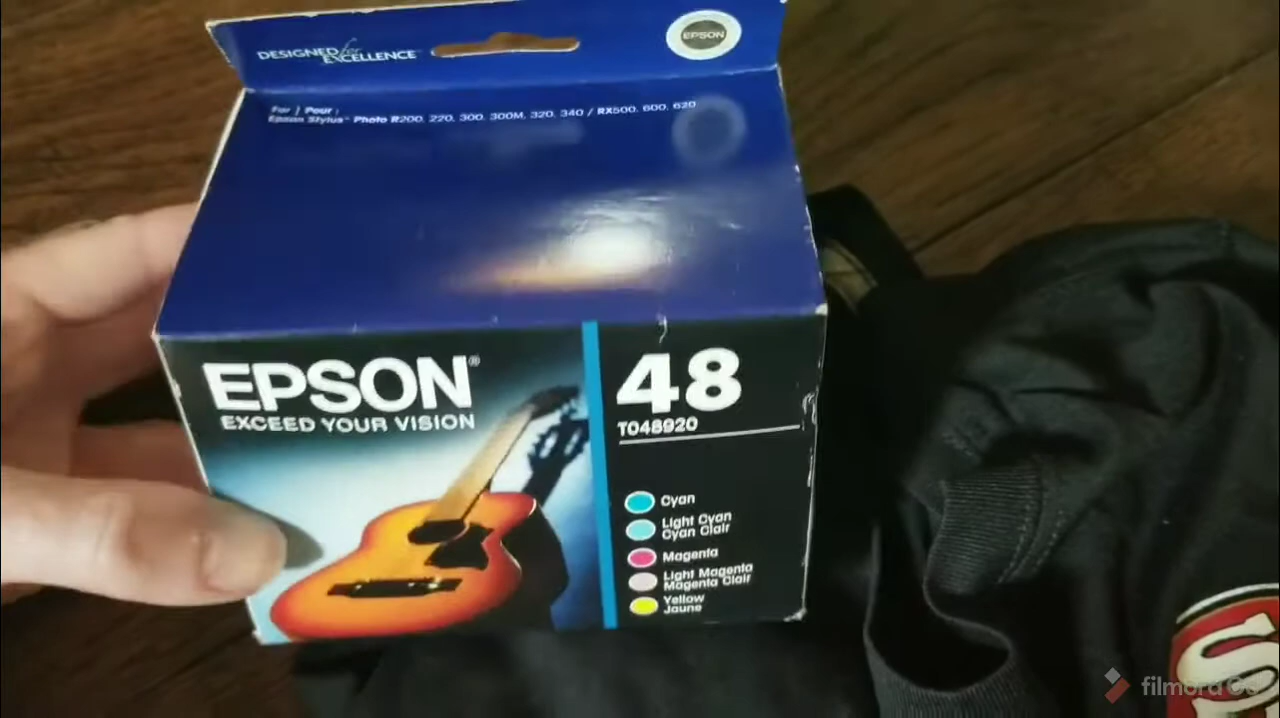 DESIGNED for EXCELLENCE
EPSON
For / Pour :
Epson Stylus™ Photo R200, 220, 300, 300M, 320, 340 / RX500, 600, 620
EPSON®
EXCEED YOUR VISION
48
T048920
Cyan
Light Cyan
Cyan Clair
Magenta
Light Magenta
Magenta Clair
Yellow
Jaune
filmora